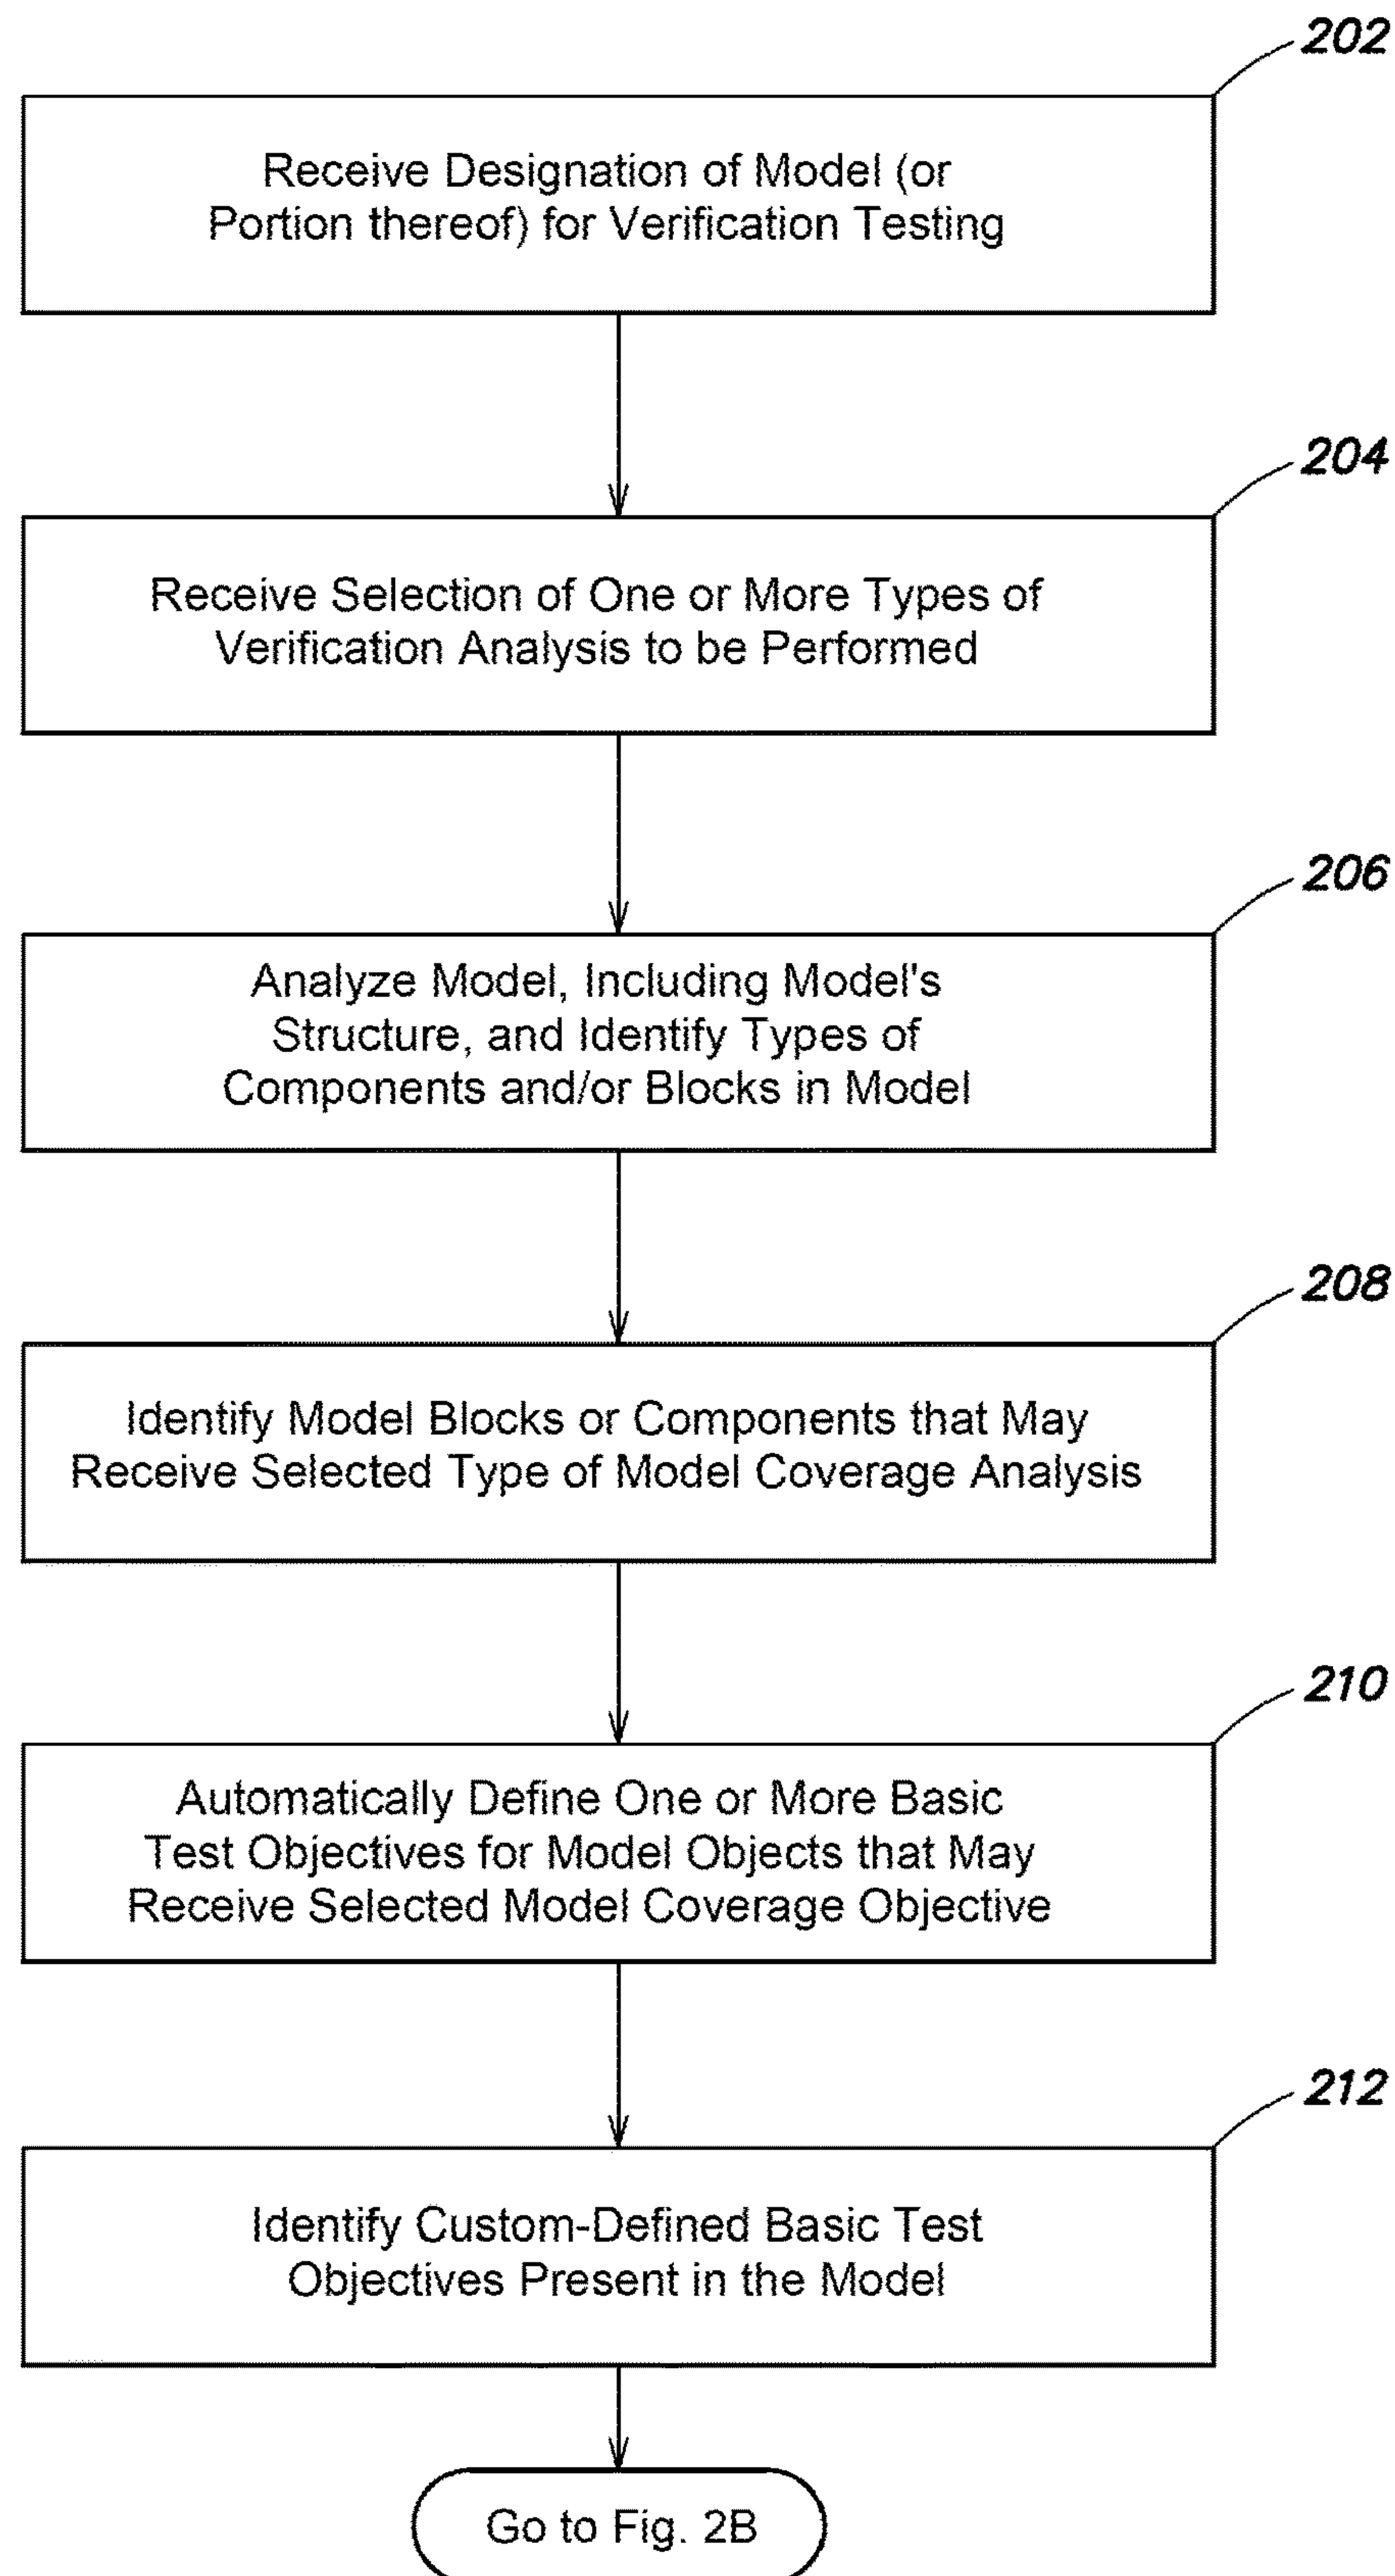 202
Receive Designation of Model (or
Portion thereof) for Verification Testing
204
Receive Selection of One or More Types of
Verification Analysis to be Performed
206
Analyze Model, Including Model's
Structure, and Identify Types of
Components and/or Blocks in Model
208
Identify Model Blocks or Components that May
Receive Selected Type of Model Coverage Analysis
210
Automatically Define One or More Basic
Test Objectives for Model Objects that May
Receive Selected Model Coverage Objective
212
Identify Custom-Defined Basic Test
Objectives Present in the Model
Go to Fig. 2B